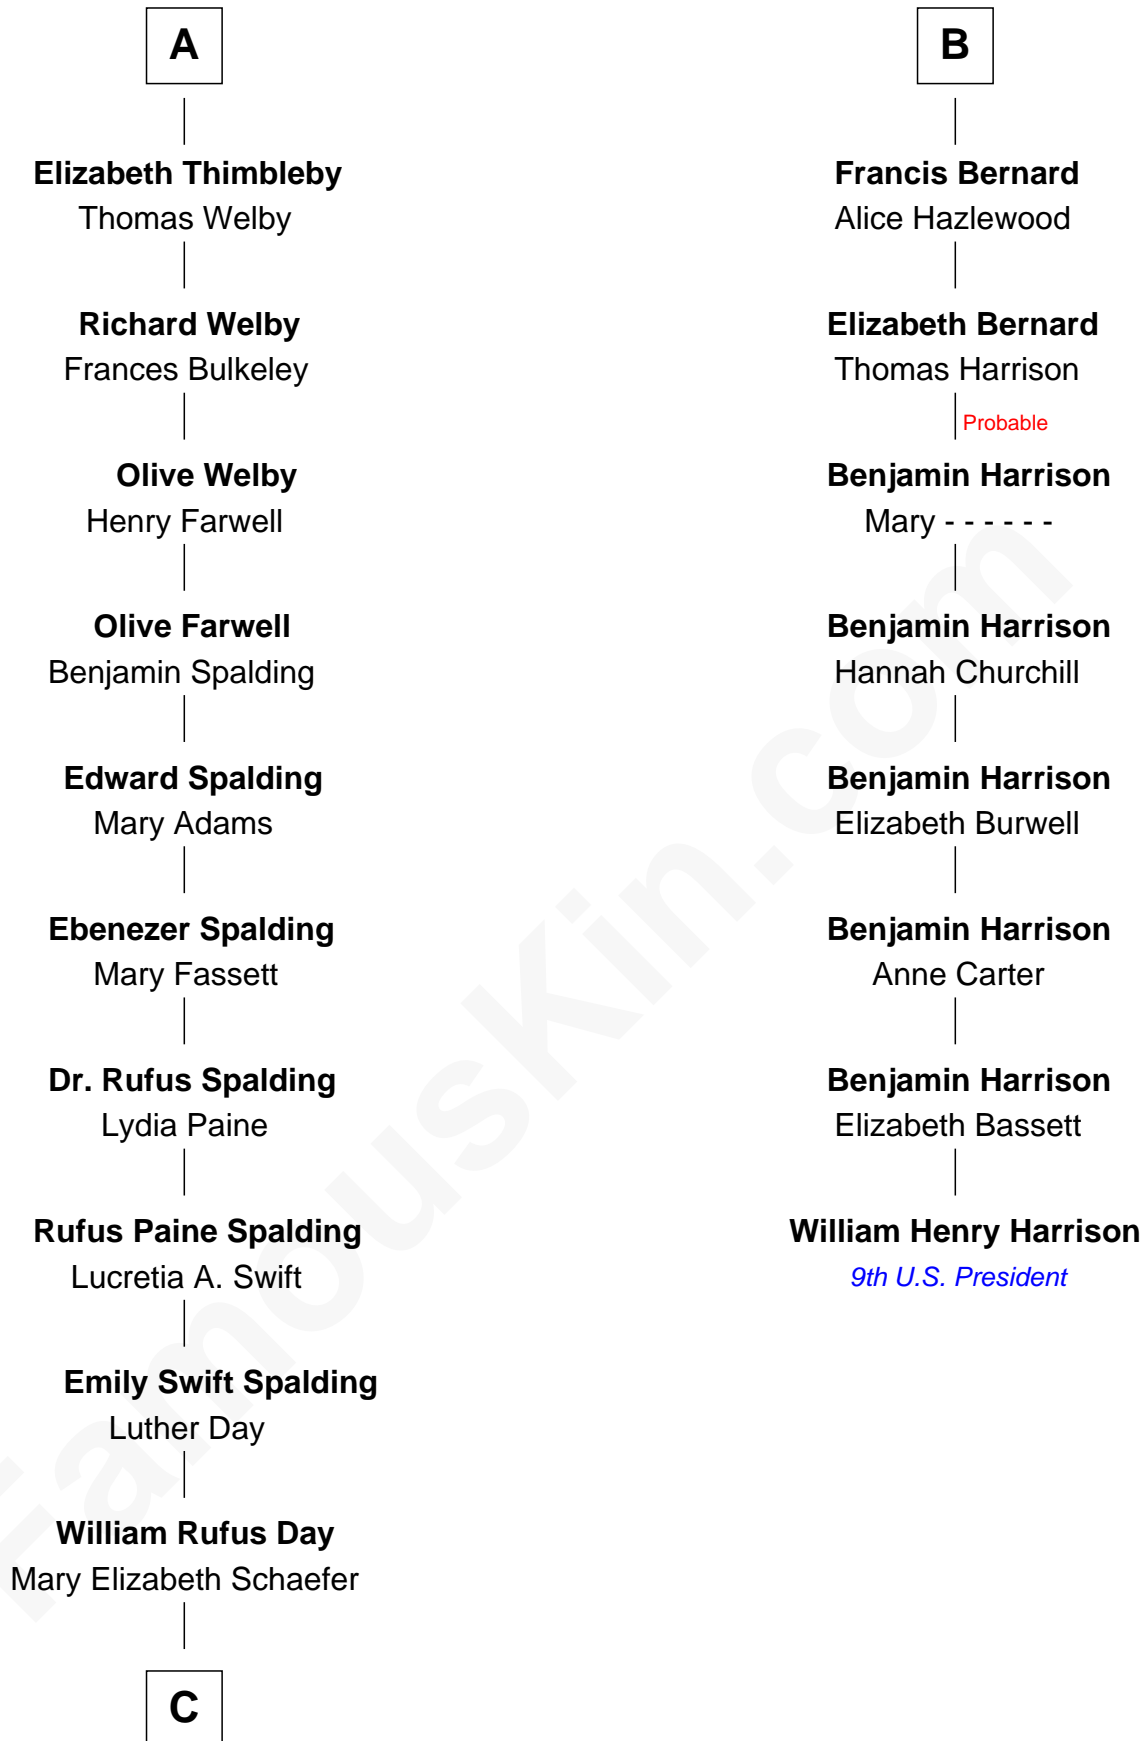 A
Elizabeth Thimbleby
Thomas Welby
Richard Welby
Frances Bulkeley
Olive Welby
Henry Farwell
Olive Farwell
Benjamin Spalding
Edward Spalding
Mary Adams
Ebenezer Spalding
Mary Fassett
Dr. Rufus Spalding
Lydia Paine
Rufus Paine Spalding
Lucretia A. Swift
Emily Swift Spalding
Luther Day
William Rufus Day
Mary Elizabeth Schaefer
C
B
Francis Bernard
Alice Hazlewood
Elizabeth Bernard
Thomas Harrison
Probable
Benjamin Harrison
Mary - - - - - -
Benjamin Harrison
Hannah Churchill
Benjamin Harrison
Elizabeth Burwell
Benjamin Harrison
Anne Carter
Benjamin Harrison
Elizabeth Bassett
William Henry Harrison
9th U.S. President
FamousKin.com